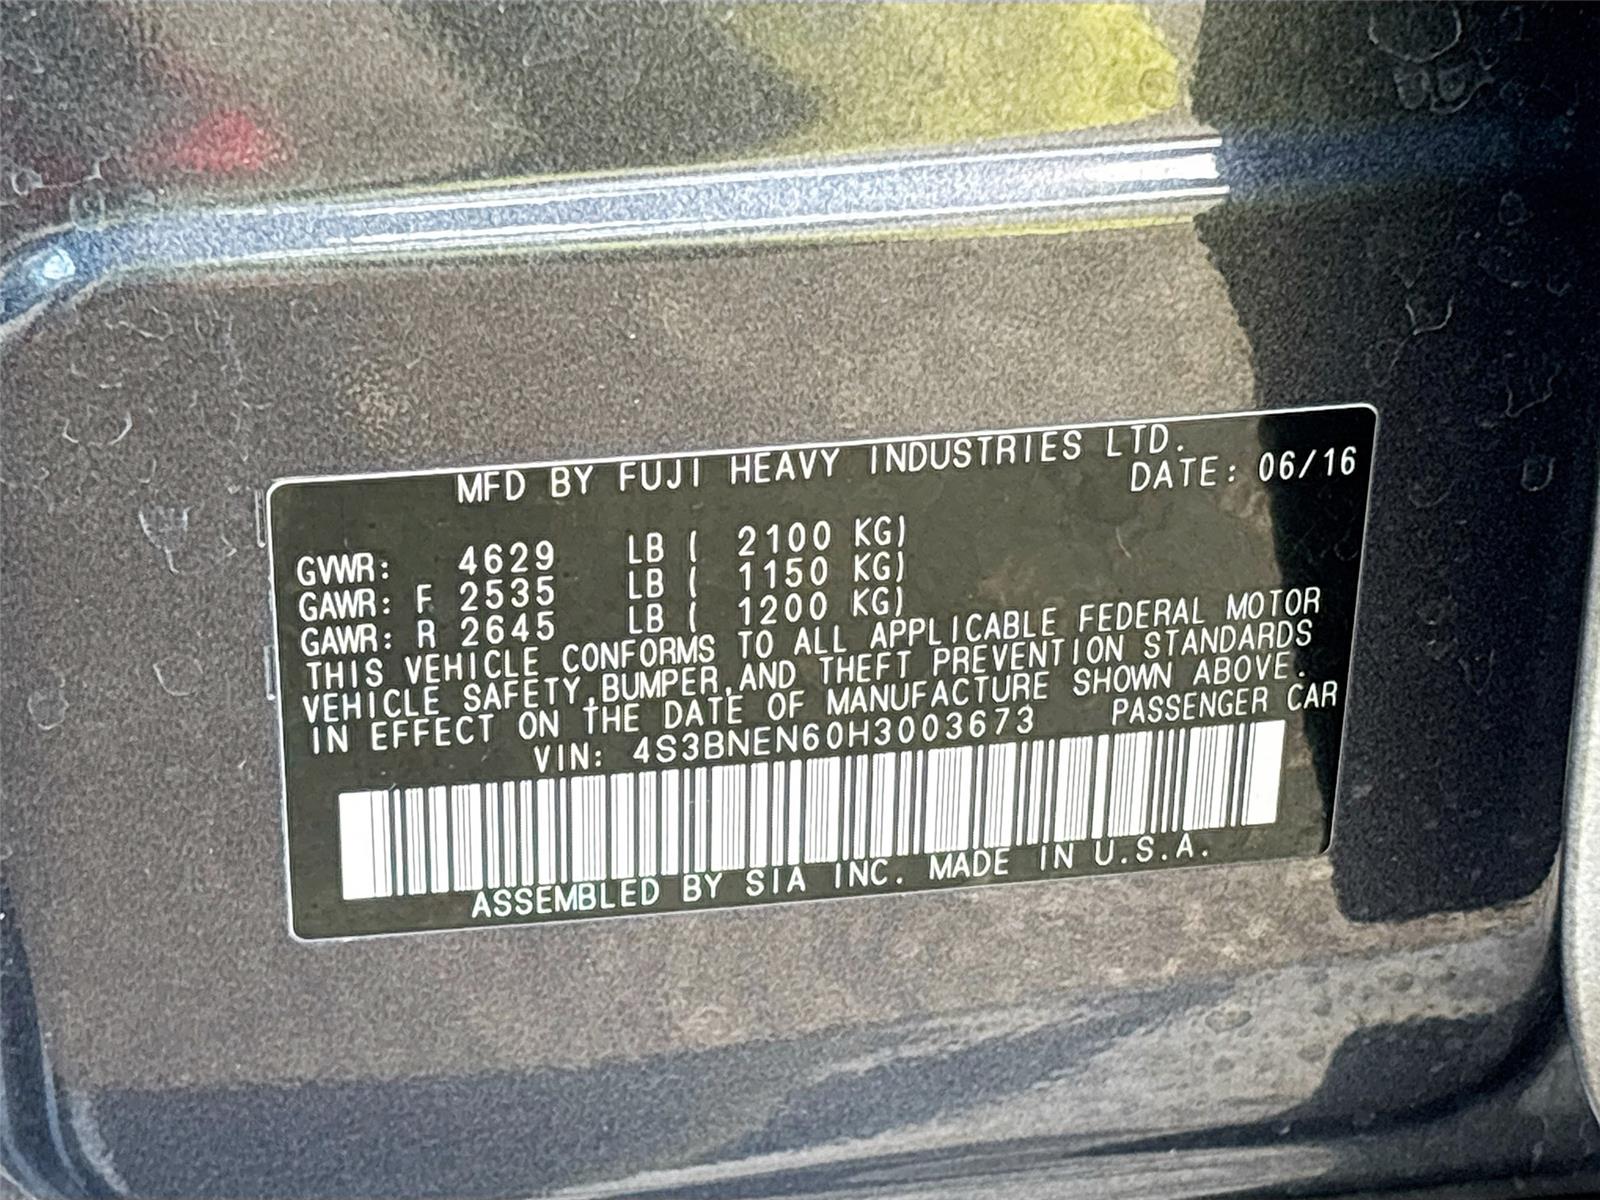 MFD BY FUJI HEAVY INDUSTRIES LTD.
DATE: 06/16
GVWR: 4629 LB ( 2100 KG)
GAWR: F 2535 LB ( 1150 KG)
GAWR: R 2645 LB ( 1200 KG)
THIS VEHICLE CONFORMS TO ALL APPLICABLE FEDERAL MOTOR
VEHICLE SAFETY,BUMPER,AND THEFT PREVENTION STANDARDS
IN EFFECT ON THE DATE OF MANUFACTURE SHOWN ABOVE.
VIN: 4S3BNEN60H3003673 PASSENGER CAR
ASSEMBLED BY SIA INC. MADE IN U.S.A.